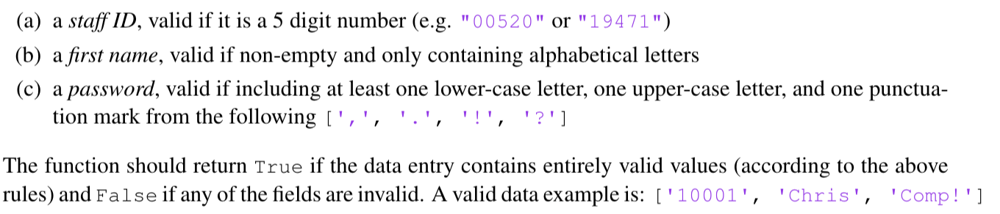 (a) a staff ID, valid if it is a 5 digit number (e.g. "00520" or "19471")
(b) a first name, valid if non-empty and only containing alphabetical letters
(c) a password, valid if including at least one lower-case letter, one upper-case letter, and one punctua-
tion mark from the following [',', '.', '!', '?']
The function should return True if the data entry contains entirely valid values (according to the above
rules) and False if any of the fields are invalid. A valid data example is: ['10001', 'Chris', 'Comp!']